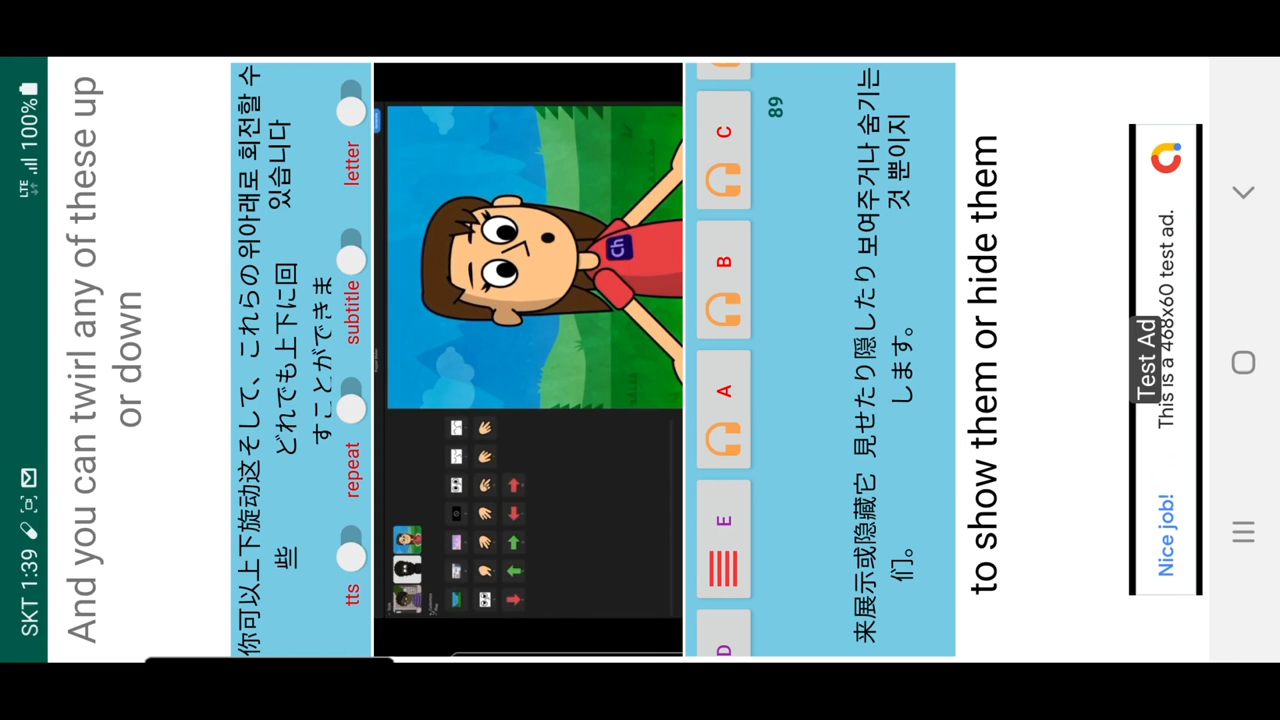 SKT 1:39
LTE
100%
And you can twirl any of these up
or down
你可以上下旋动这
些
そして、これらの
どれでも上下に回
すことができま
위아래로 회전할 수
있습니다
tts
repeat
subtitle
letter
Ch
D
E
A
B
C
89
来展示或隐藏它
们。
見せたり隠したり
します。
보여주거나 숨기는
것 뿐이지
to show them or hide them
Test Ad
Nice job!
This is a 468x60 test ad.